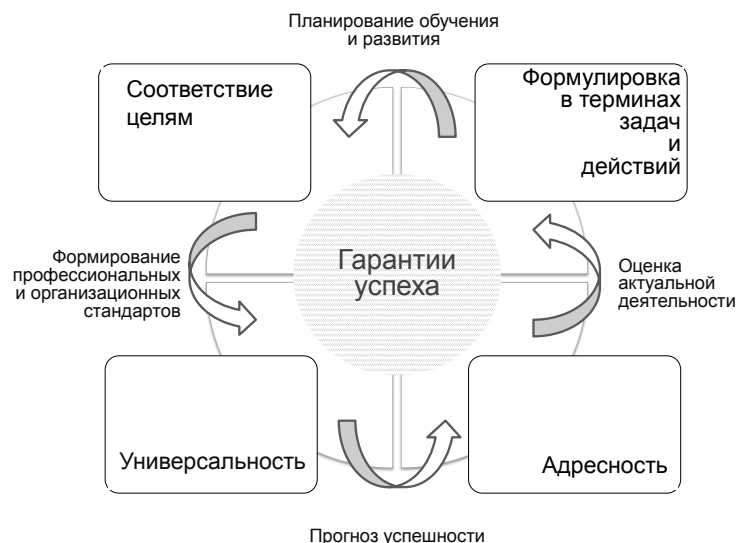 Планирование обучения
и развития
Соответствие
целям
Формулировка
в терминах
задач
и
действий
Формирование
профессиональных
и организационных
стандартов
Гарантии
успеха
Оценка
актуальной
деятельности
Универсальность
Адресность
Прогноз успешности